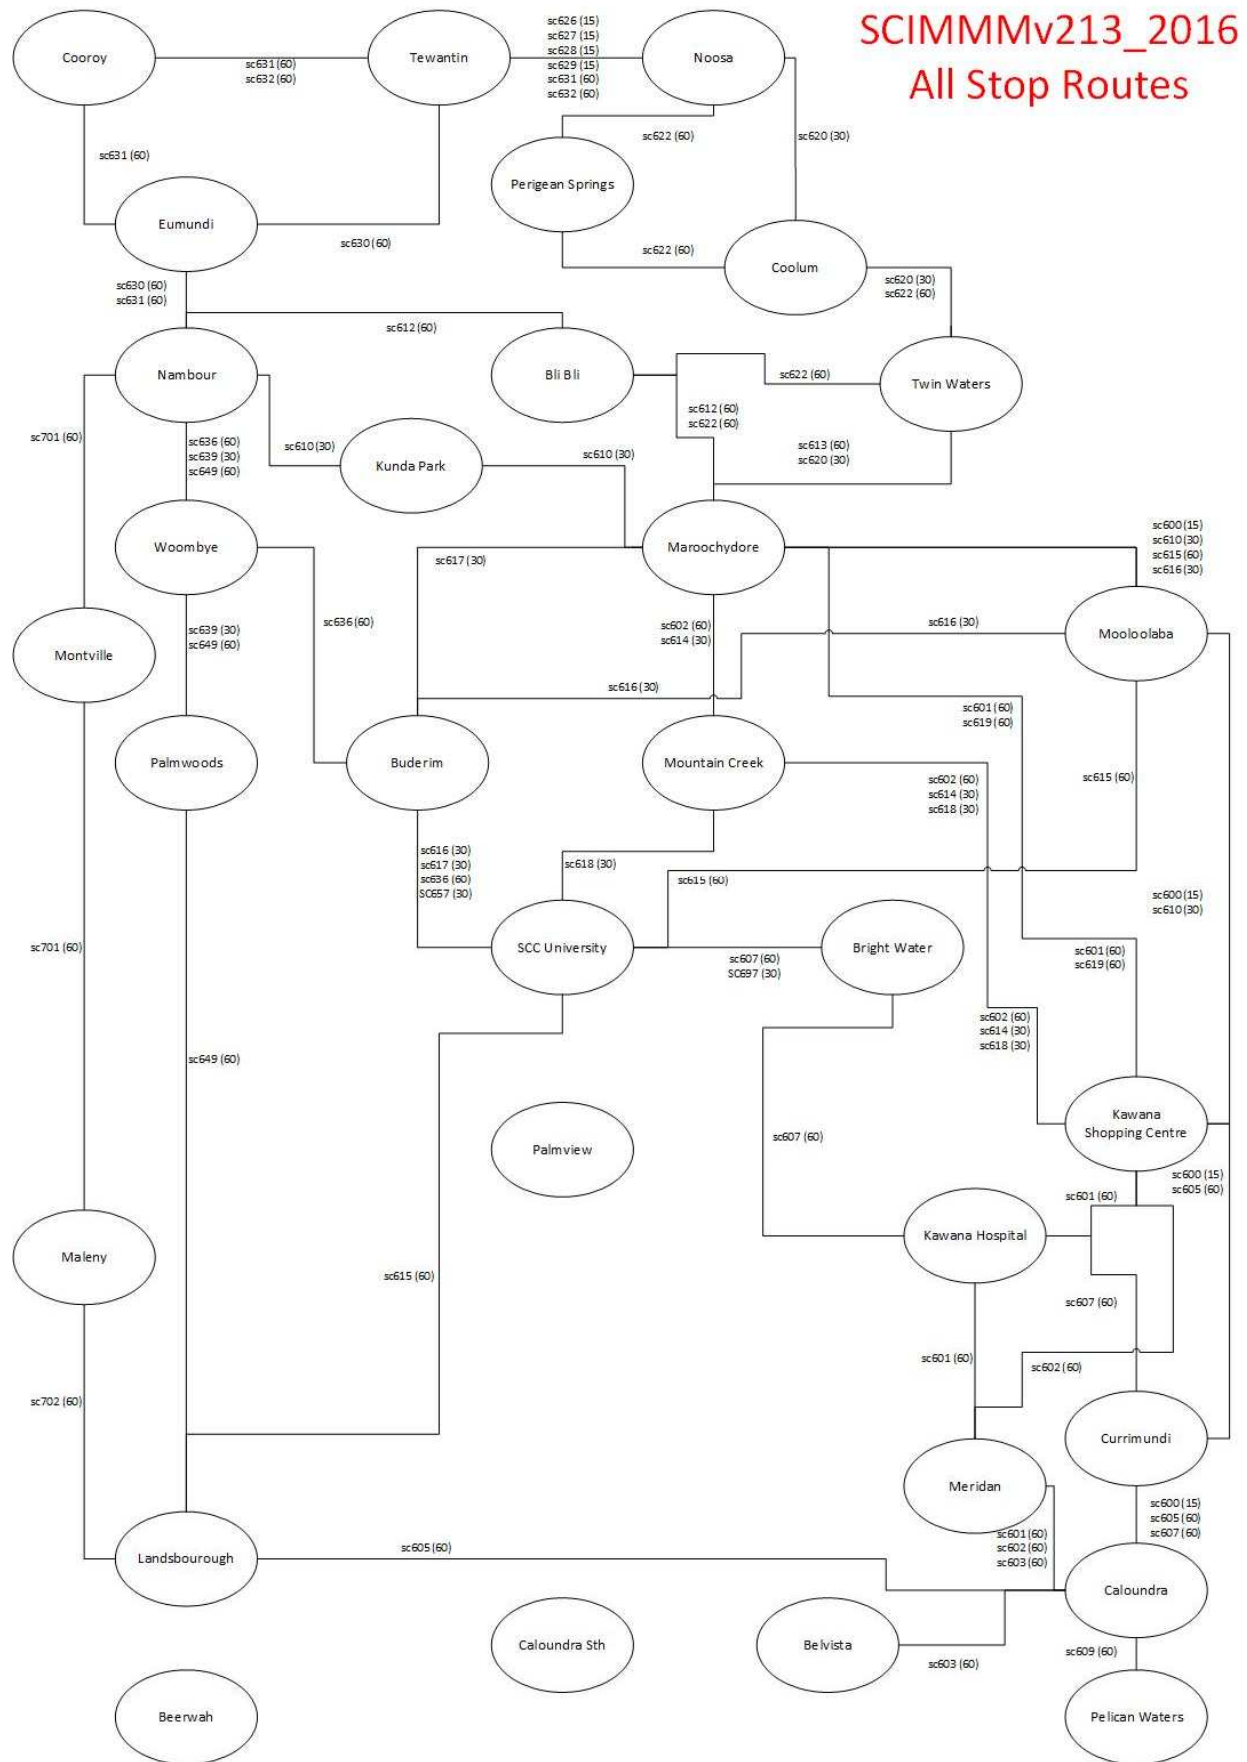 SCIMMMv213_2016
All Stop Routes
sc626 (15)
sc627 (15)
sc628 (15)
sc629 (15)
sc631 (60)
sc632 (60)
Cooroy
sc631 (60)
sc632 (60)
Tewantin
Noosa
sc622 (60)
sc620 (30)
sc631 (60)
Perigean Springs
Eumundi
sc630 (60)
sc622 (60)
Coolum
sc630 (60)
sc631 (60)
sc620 (30)
sc622 (60)
sc612 (60)
Nambour
Bli Bli
sc622 (60)
Twin Waters
sc612 (60)
sc622 (60)
sc701 (60)
sc636 (60)
sc639 (30)
sc649 (60)
sc610 (30)
Kunda Park
sc610 (30)
sc613 (60)
sc620 (30)
Woombye
sc617 (30)
Maroochydore
sc600 (15)
sc610 (30)
sc615 (60)
sc616 (30)
sc639 (30)
sc649 (60)
sc636 (60)
sc602 (60)
sc614 (30)
sc616 (30)
Mooloolaba
Montville
sc616 (30)
sc601 (60)
sc619 (60)
Palmwoods
Buderim
Mountain Creek
sc602 (60)
sc614 (30)
sc618 (30)
sc615 (60)
sc616 (30)
sc617 (30)
sc636 (60)
SC657 (30)
sc618 (30)
sc615 (60)
sc600 (15)
sc610 (30)
sc701 (60)
SCC University
sc607 (60)
SC697 (30)
Bright Water
sc601 (60)
sc619 (60)
sc602 (60)
sc614 (30)
sc618 (30)
sc649 (60)
Palmview
sc607 (60)
Kawana
Shopping Centre
sc600 (15)
sc605 (60)
sc601 (60)
Maleny
Kawana Hospital
sc615 (60)
sc607 (60)
sc601 (60)
sc602 (60)
sc702 (60)
Currimundi
Meridan
sc600 (15)
sc605 (60)
sc607 (60)
sc601 (60)
sc602 (60)
sc603 (60)
Landsbourough
sc605 (60)
Caloundra
Caloundra Sth
Belvista
sc603 (60)
sc609 (60)
Beerwah
Pelican Waters